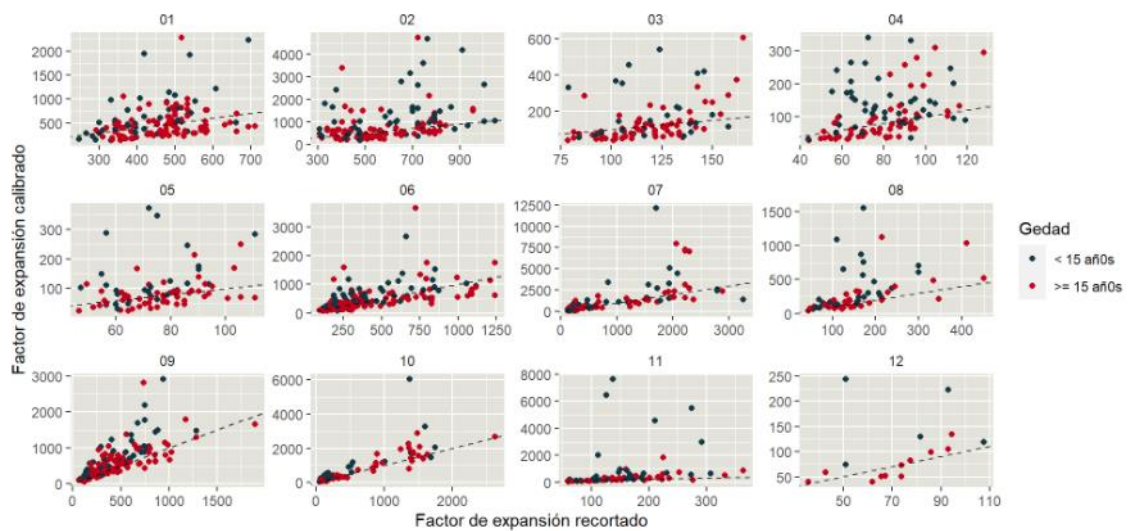 01 02 03 04
2000 1500 1000 500
300 400 500 600 700
4000 3000 2000 1000 0
300 500 700 900
600 400 200
75 100 125 150
300 200 100
40 60 80 100 120
05 06 07 08
300 200 100
60 80 100
3000 2000 1000 0
250 500 750 1000 1250
12500 10000 7500 5000 2500 0
0 1000 2000 3000
1500 1000 500 0
100 200 300 400
09 10 11 12
3000 2000 1000 0
0 500 1000 1500
6000 4000 2000 0
0 1000 2000
8000 6000 4000 2000 0
100 200 300
250 200 150 100 50
50 70 90 110
Factor de expansión calibrado
Factor de expansión recortado
Gedad
< 15 añ0s
>= 15 añ0s